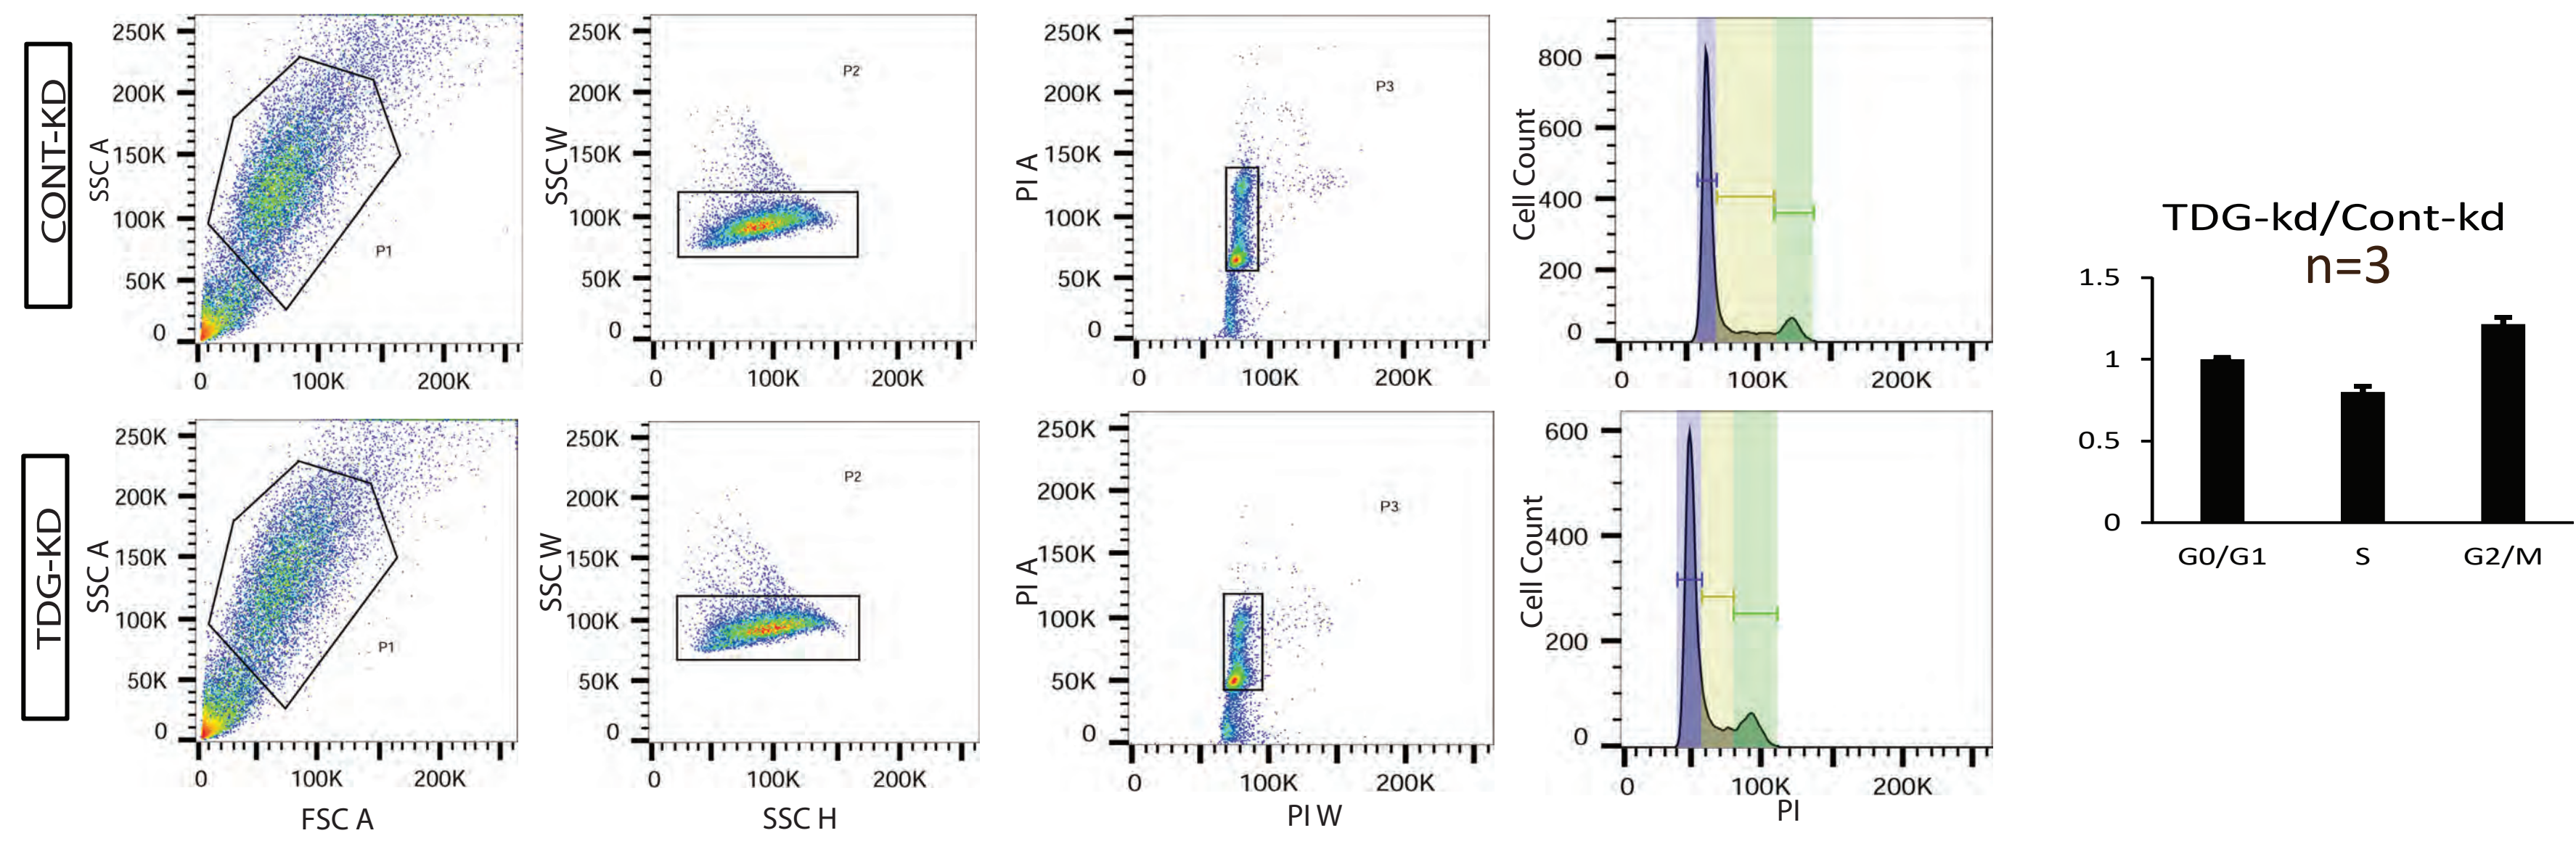 CONT-KD
SSC A
250K
200K
150K
100K
50K
0
P1
0
100K
200K
SSC W
250K
200K
150K
100K
50K
0
P2
0
100K
200K
PI A
250K
200K
150K
100K
50K
0
P3
0
100K
200K
Cell Count
800
600
400
200
0
0
100K
200K
TDG-KD
SSC A
250K
200K
150K
100K
50K
0
P1
0
100K
200K
FSC A
SSC W
250K
200K
150K
100K
50K
0
P2
0
100K
200K
SSC H
PI A
250K
200K
150K
100K
50K
0
P3
0
100K
200K
PI W
Cell Count
600
400
200
0
0
100K
200K
PI
TDG-kd/Cont-kd
n=3
1.5
1
0.5
0
G0/G1
S
G2/M